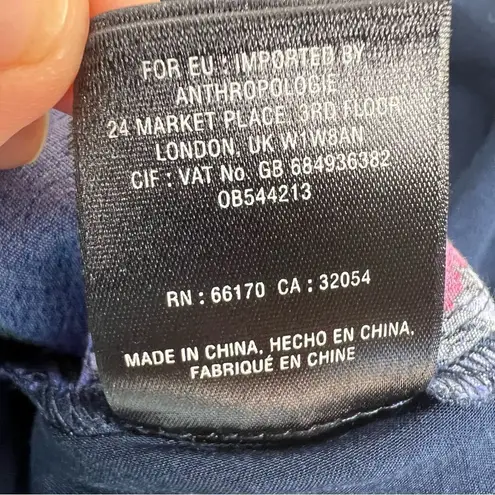 FOR EU : IMPORTED BY
ANTHROPOLOGIE
24 MARKET PLACE, 3RD FLOOR
LONDON, UK W1W8AN
CIF : VAT No. GB 684936382
OB544213
RN : 66170 CA : 32054
MADE IN CHINA, HECHO EN CHINA,
FABRIQUÉ EN CHINE